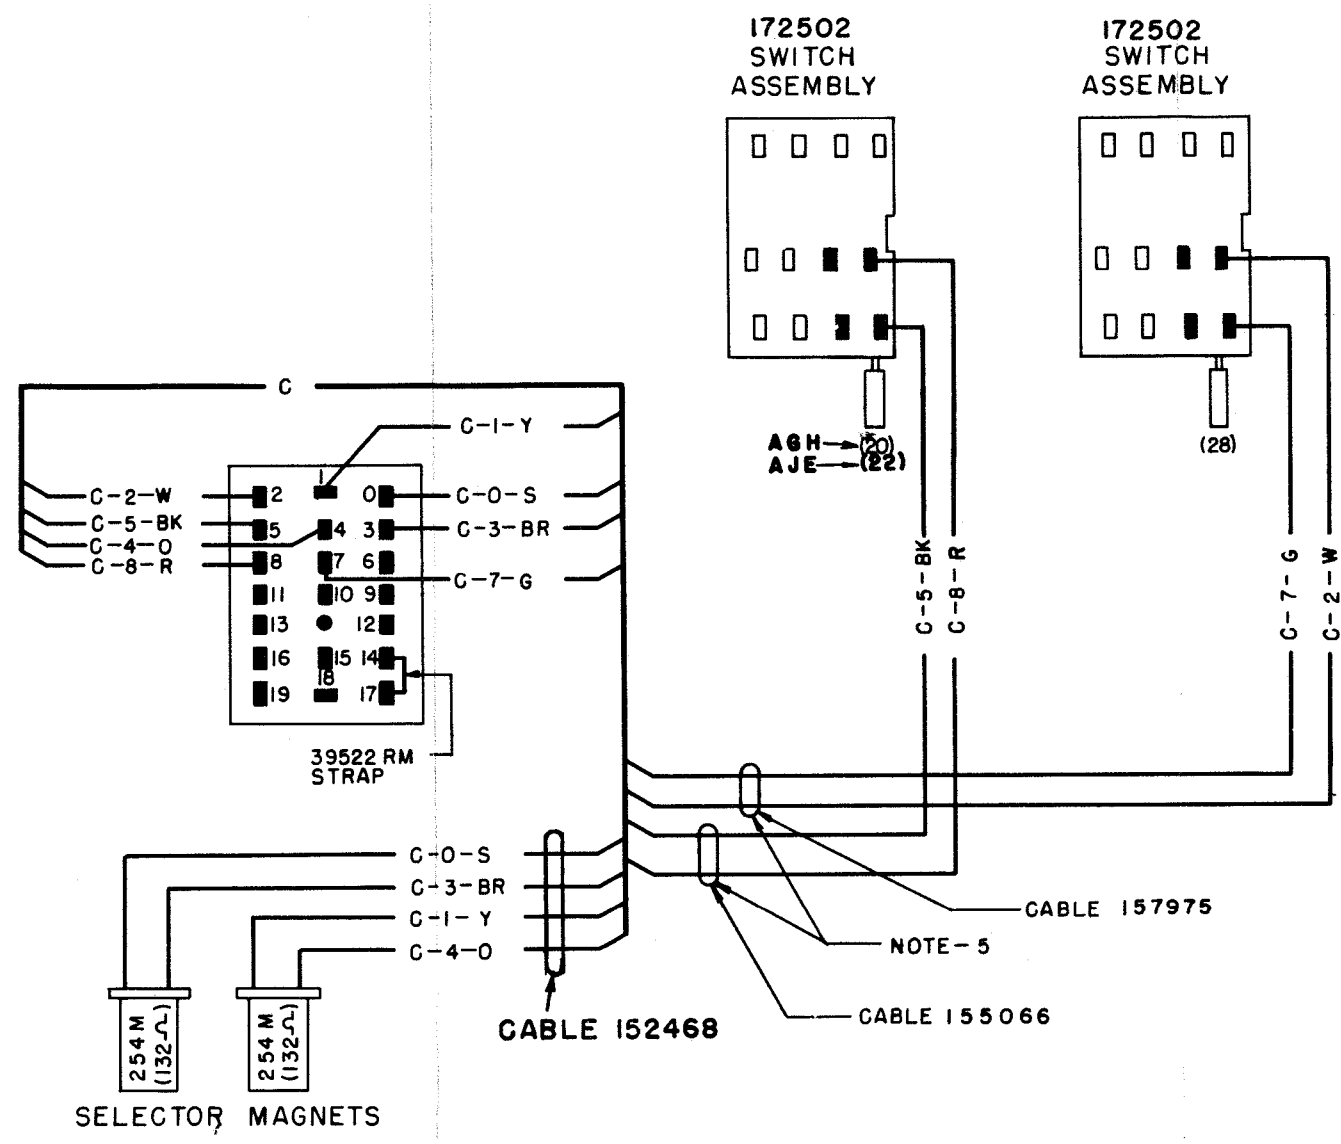 172502
SWITCH
ASSEMBLY
172502
SWITCH
ASSEMBLY
C
C-1-Y
AGH (20)
AJE (22)
(28)
C-2-W
2
1
0
C-0-S
C-5-BK
5
4
3
C-3-BR
C-4-O
C-8-R
8
7
6
C-7-G
11
10
9
13
12
16
15
14
18
19
17
C-5-BK
C-8-R
C-7-G
C-2-W
39522 RM
STRAP
C-0-S
C-3-BR
C-1-Y
C-4-O
CABLE 157975
NOTE-5
CABLE 155066
CABLE 152468
254 M
(132Ω)
254 M
(132Ω)
SELECTOR MAGNETS